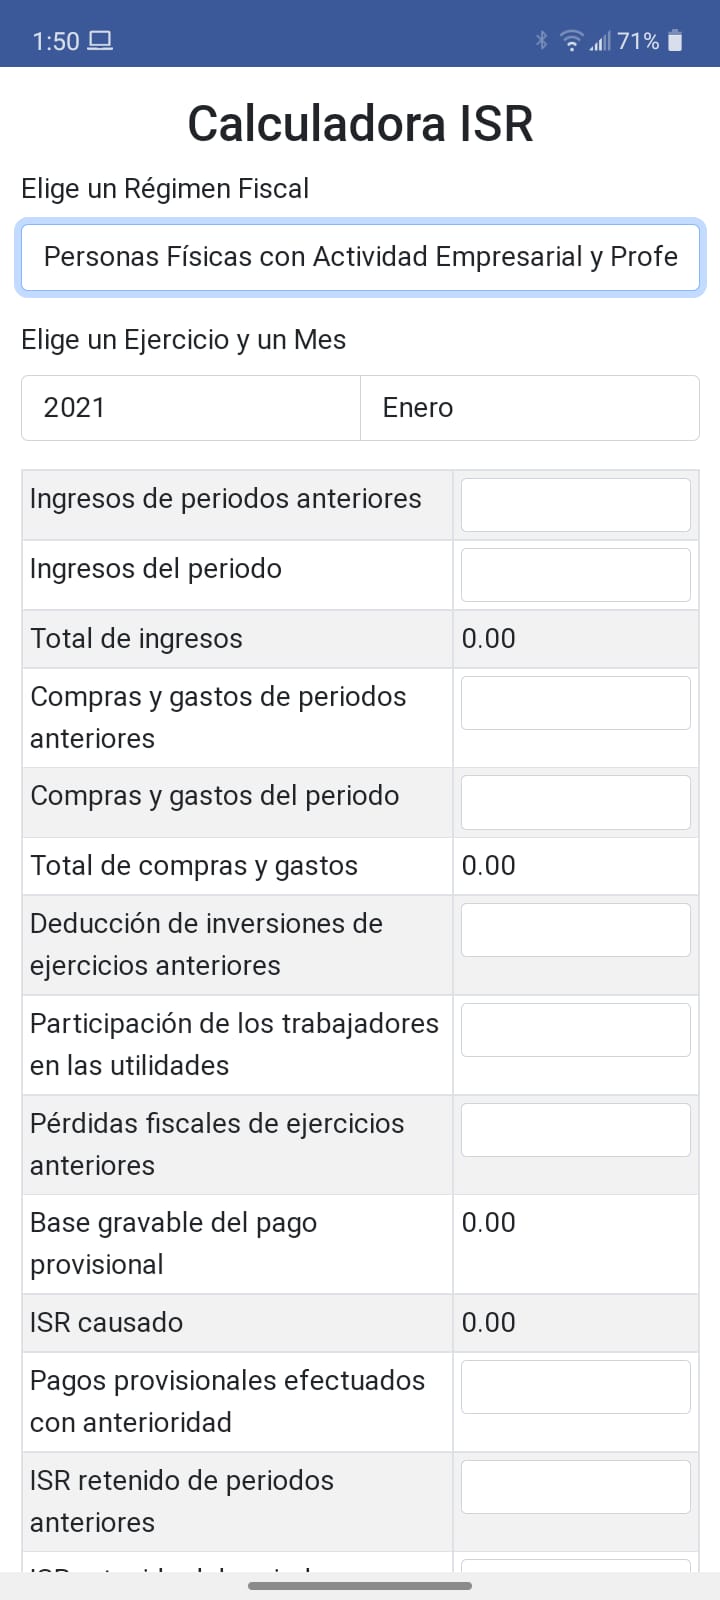 1:50 71%
Calculadora ISR
Elige un Régimen Fiscal
Personas Físicas con Actividad Empresarial y Profe
Elige un Ejercicio y un Mes
2021 Enero
Ingresos de periodos anteriores
Ingresos del periodo
Total de ingresos 0.00
Compras y gastos de periodos
anteriores
Compras y gastos del periodo
Total de compras y gastos 0.00
Deducción de inversiones de
ejercicios anteriores
Participación de los trabajadores
en las utilidades
Pérdidas fiscales de ejercicios
anteriores
Base gravable del pago 0.00
provisional
ISR causado 0.00
Pagos provisionales efectuados
con anterioridad
ISR retenido de periodos
anteriores